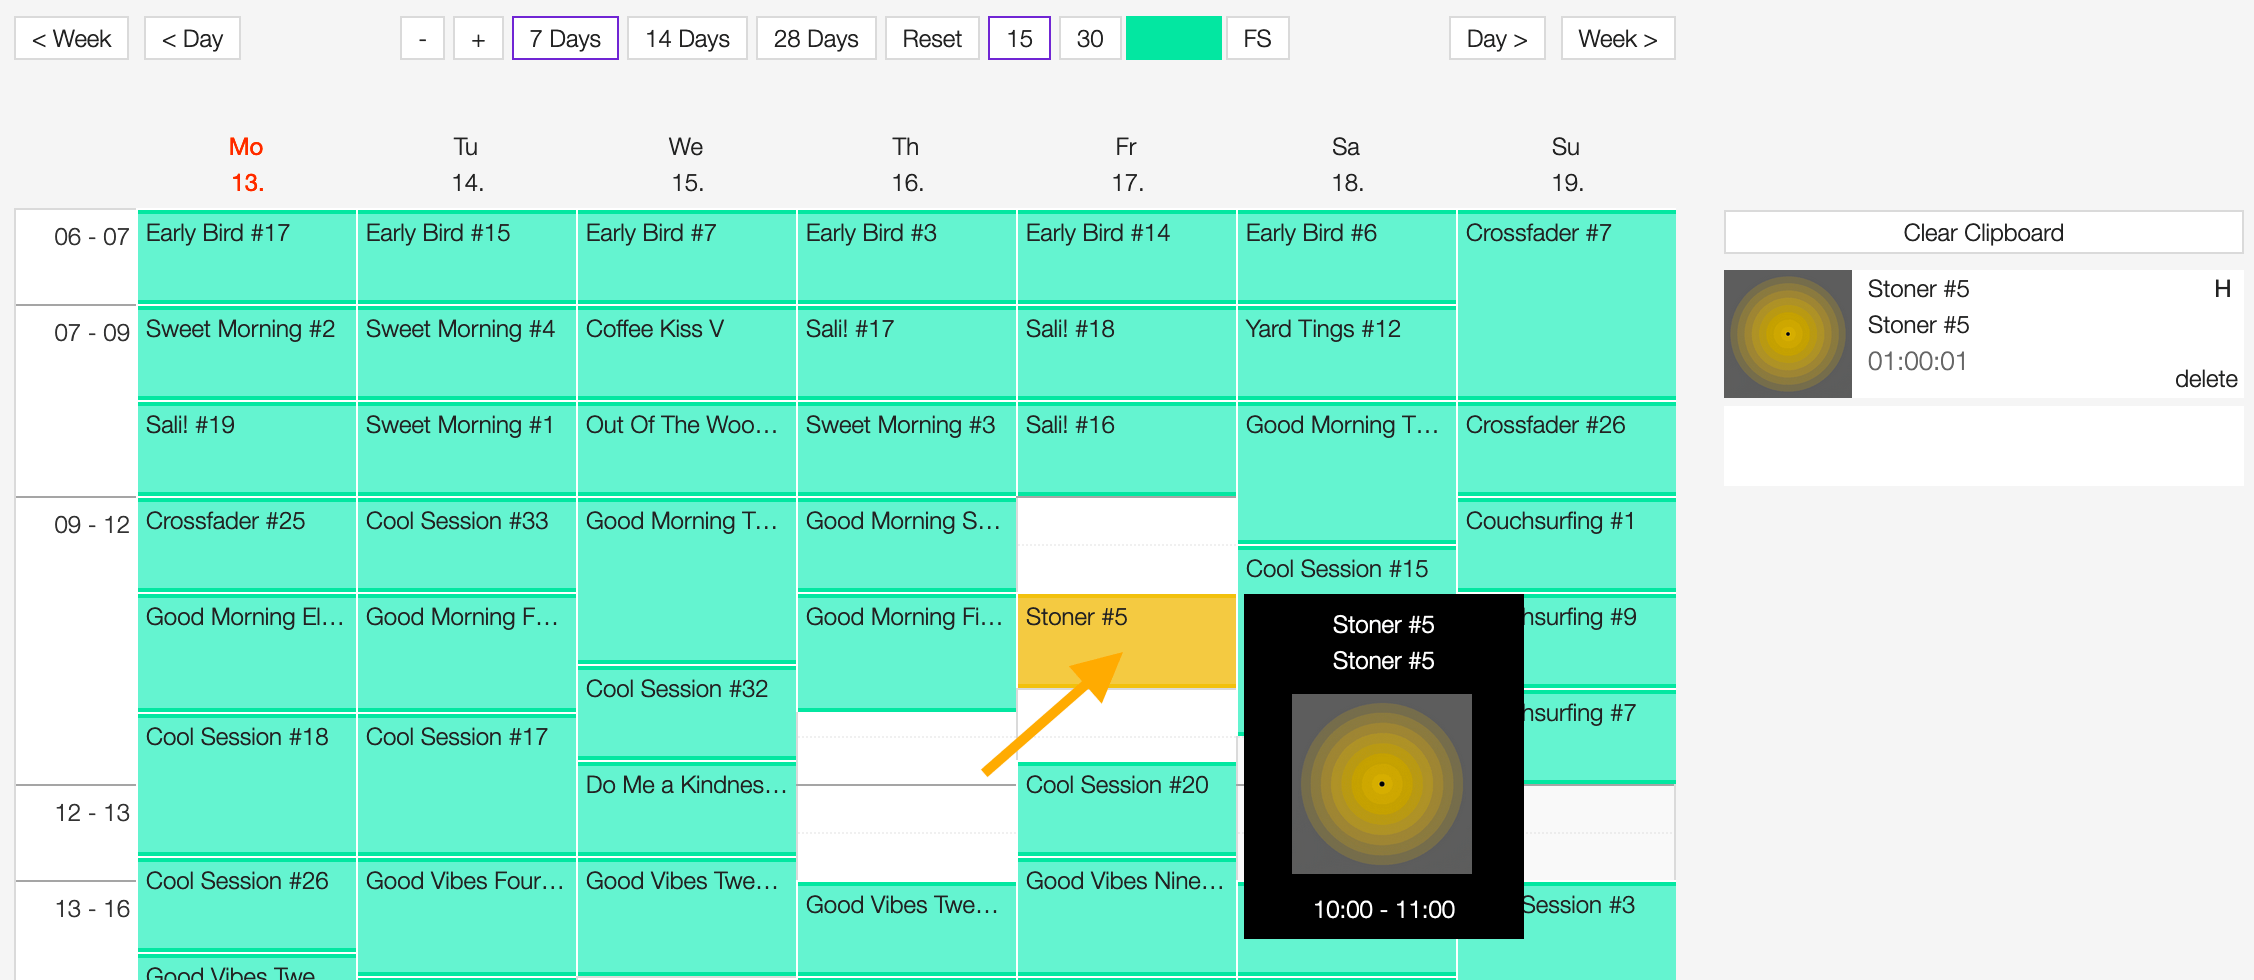 < Week < Day - + 7 Days 14 Days 28 Days Reset 15 30 FS Day > Week >
Mo Tu We Th Fr Sa Su
13. 14. 15. 16. 17. 18. 19.
06 - 07 Early Bird #17 Early Bird #15 Early Bird #7 Early Bird #3 Early Bird #14 Early Bird #6 Crossfader #7
07 - 09 Sweet Morning #2 Sweet Morning #4 Coffee Kiss V Sali! #17 Sali! #18 Yard Tings #12
Sali! #19 Sweet Morning #1 Out Of The Woo... Sweet Morning #3 Sali! #16 Good Morning T... Crossfader #26
09 - 12 Crossfader #25 Cool Session #33 Good Morning T... Good Morning S... Couchsurfing #1
Cool Session #15
Good Morning El... Good Morning F... Good Morning Fi... Stoner #5 hsurfing #9
Cool Session #32
hsurfing #7
Cool Session #18 Cool Session #17
Do Me a Kindnes... Cool Session #20
12 - 13
Cool Session #26 Good Vibes Four... Good Vibes Twe... Good Vibes Nine...
13 - 16 Good Vibes Twe... Session #3
Good Vibes Twe
Stoner #5
Stoner #5
10:00 - 11:00
Clear Clipboard
Stoner #5 H
Stoner #5
01:00:01
delete